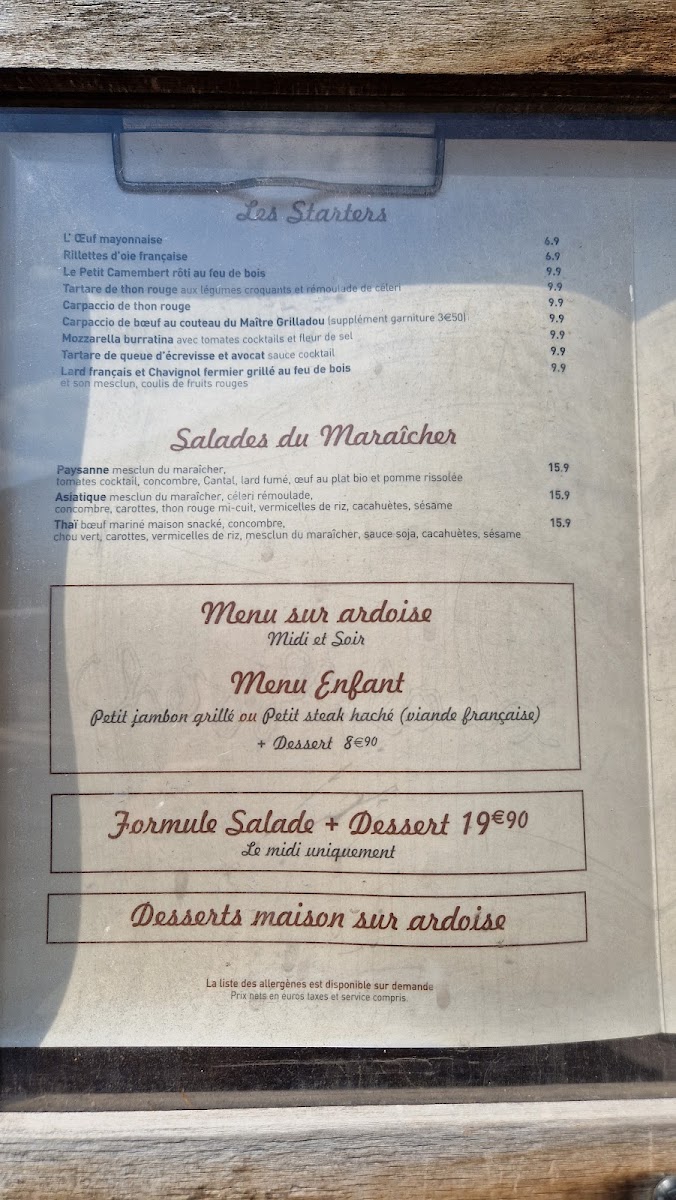 Les Starters
L' Œuf mayonnaise 6.9
Rillettes d'oie française 6.9
Le Petit Camembert rôti au feu de bois 9.9
Tartare de thon rouge aux légumes croquants et rémoulade de céleri 9.9
Carpaccio de thon rouge 9.9
Carpaccio de bœuf au couteau du Maître Grilladou (supplément garniture 3€50) 9.9
Mozzarella burratina avec tomates cocktails et fleur de sel 9.9
Tartare de queue d'écrevisse et avocat sauce cocktail 9.9
Lard français et Chavignol fermier grillé au feu de bois 9.9
et son mesclun, coulis de fruits rouges
Salades du Maraîcher
Paysanne mesclun du maraîcher, 15.9
tomates cocktail, concombre, Cantal, lard fumé, œuf au plat bio et pomme rissolée
Asiatique mesclun du maraîcher, céleri rémoulade, 15.9
concombre, carottes, thon rouge mi-cuit, vermicelles de riz, cacahuètes, sésame
Thaï bœuf mariné maison snacké, concombre, 15.9
chou vert, carottes, vermicelles de riz, mesclun du maraîcher, sauce soja, cacahuètes, sésame
Menu sur ardoise
Midi et Soir
Menu Enfant
Petit jambon grillé ou Petit steak haché (viande française)
+ Dessert 8€90
Formule Salade + Dessert 19€90
Le midi uniquement
Desserts maison sur ardoise
La liste des allergènes est disponible sur demande
Prix nets en euros taxes et service compris.